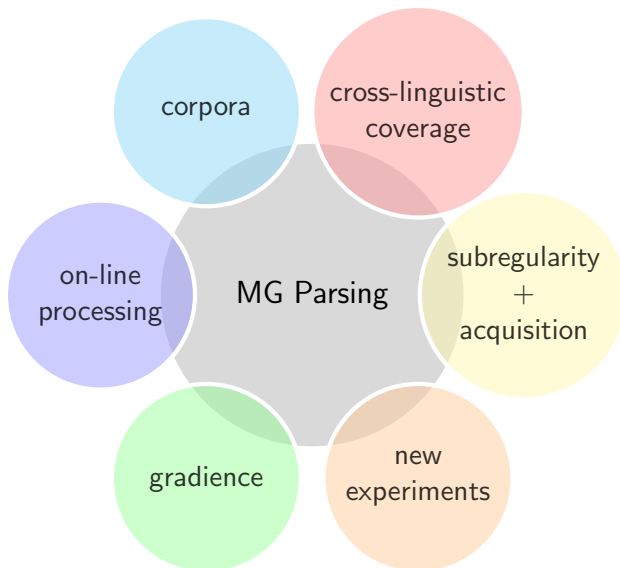 corpora
cross-linguistic
coverage
on-line
processing
MG Parsing
subregularity
+
acquisition
gradience
new
experiments